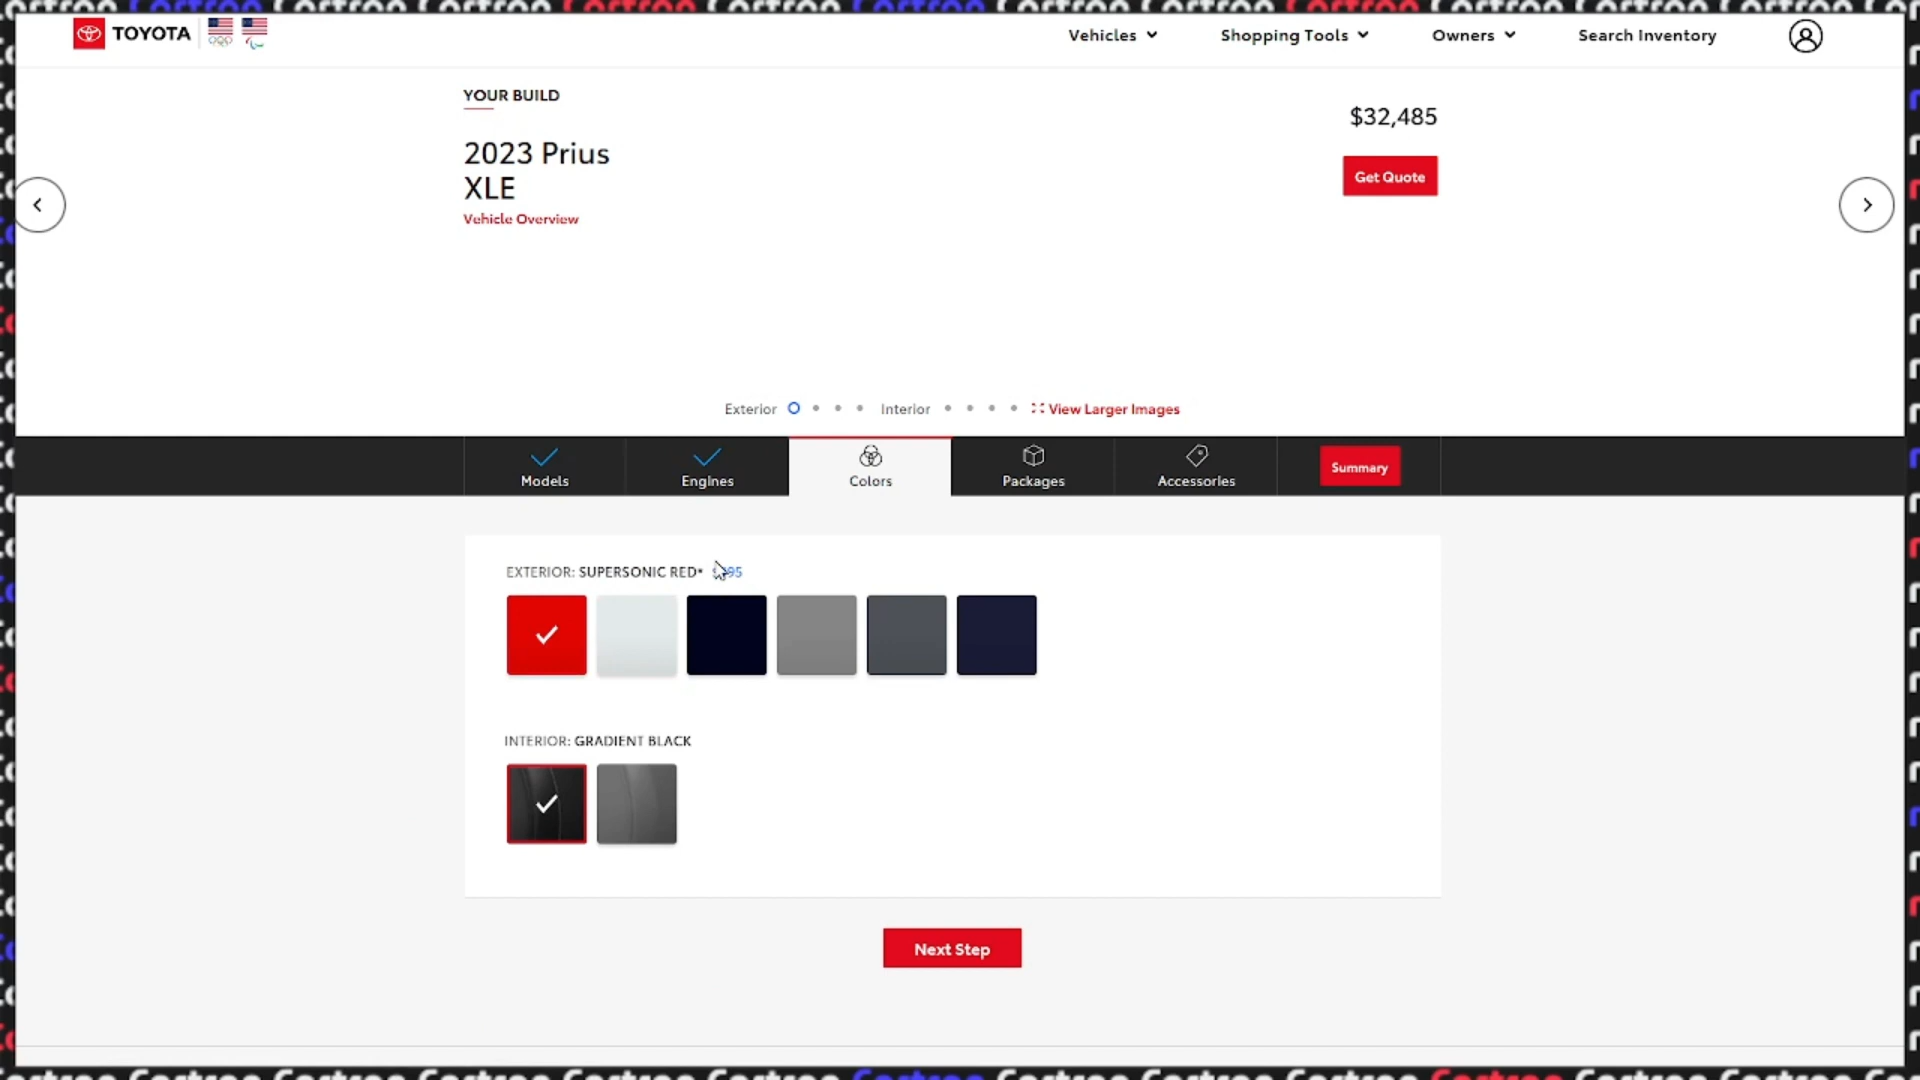 TOYOTA
Vehicles
Shopping Tools
Owners
Search Inventory
YOUR BUILD
$32,485
2023 Prius
XLE
Get Quote
Vehicle Overview
Exterior
Interior
View Larger Images
Models
Engines
Colors
Packages
Accessories
Summary
EXTERIOR: SUPERSONIC RED*
INTERIOR: GRADIENT BLACK
Next Step